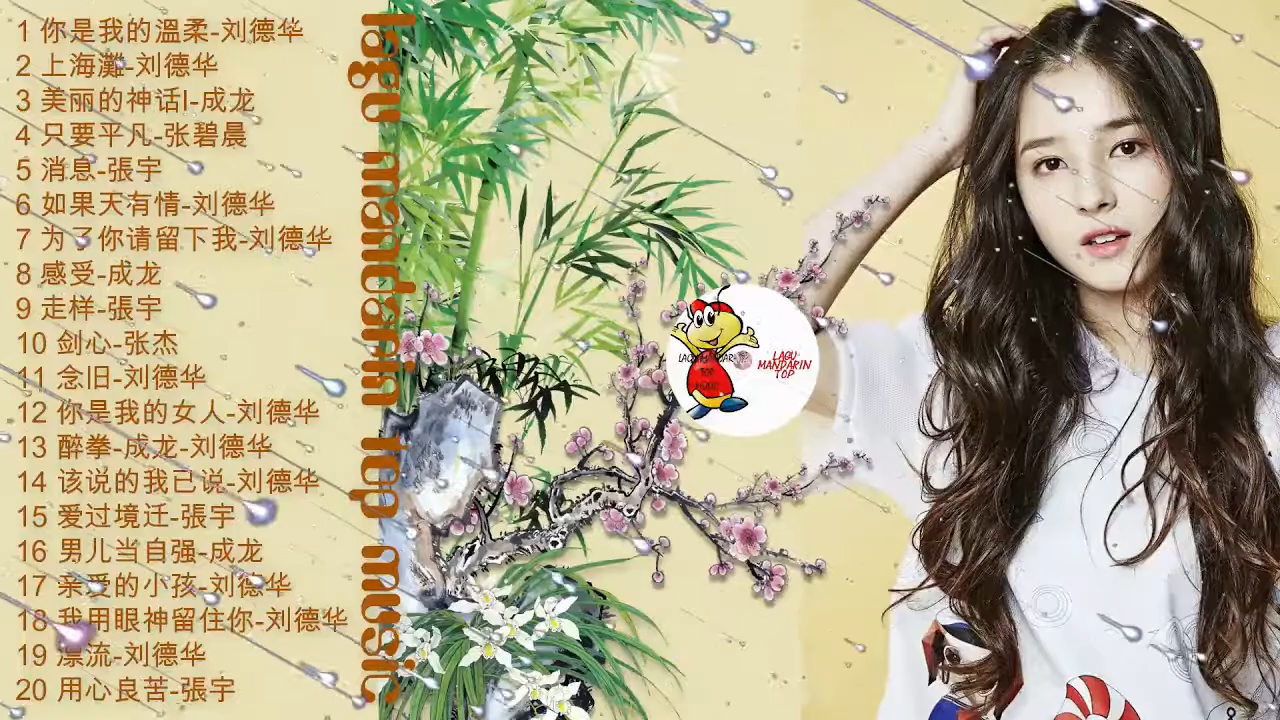 1 你是我的溫柔-刘德华
2 上海灘-刘德华
3 美丽的神话I-成龙
4 只要平凡-张碧晨
5 消息-張宇
6 如果天有情-刘德华
7 为了你请留下我-刘德华
8 感受-成龙
9 走样-張宇
10 剑心-张杰
11 念旧-刘德华
12 你是我的女人-刘德华
13 醉拳-成龙-刘德华
14 该说的我已说-刘德华
15 爱过境迁-張宇
16 男儿当自强-成龙
17 亲爱的小孩-刘德华
18 我用眼神留住你-刘德华
19 漂流-刘德华
20 用心良苦-張宇
lagu mandarin top music
LAGU-
MANDARIN
TOP